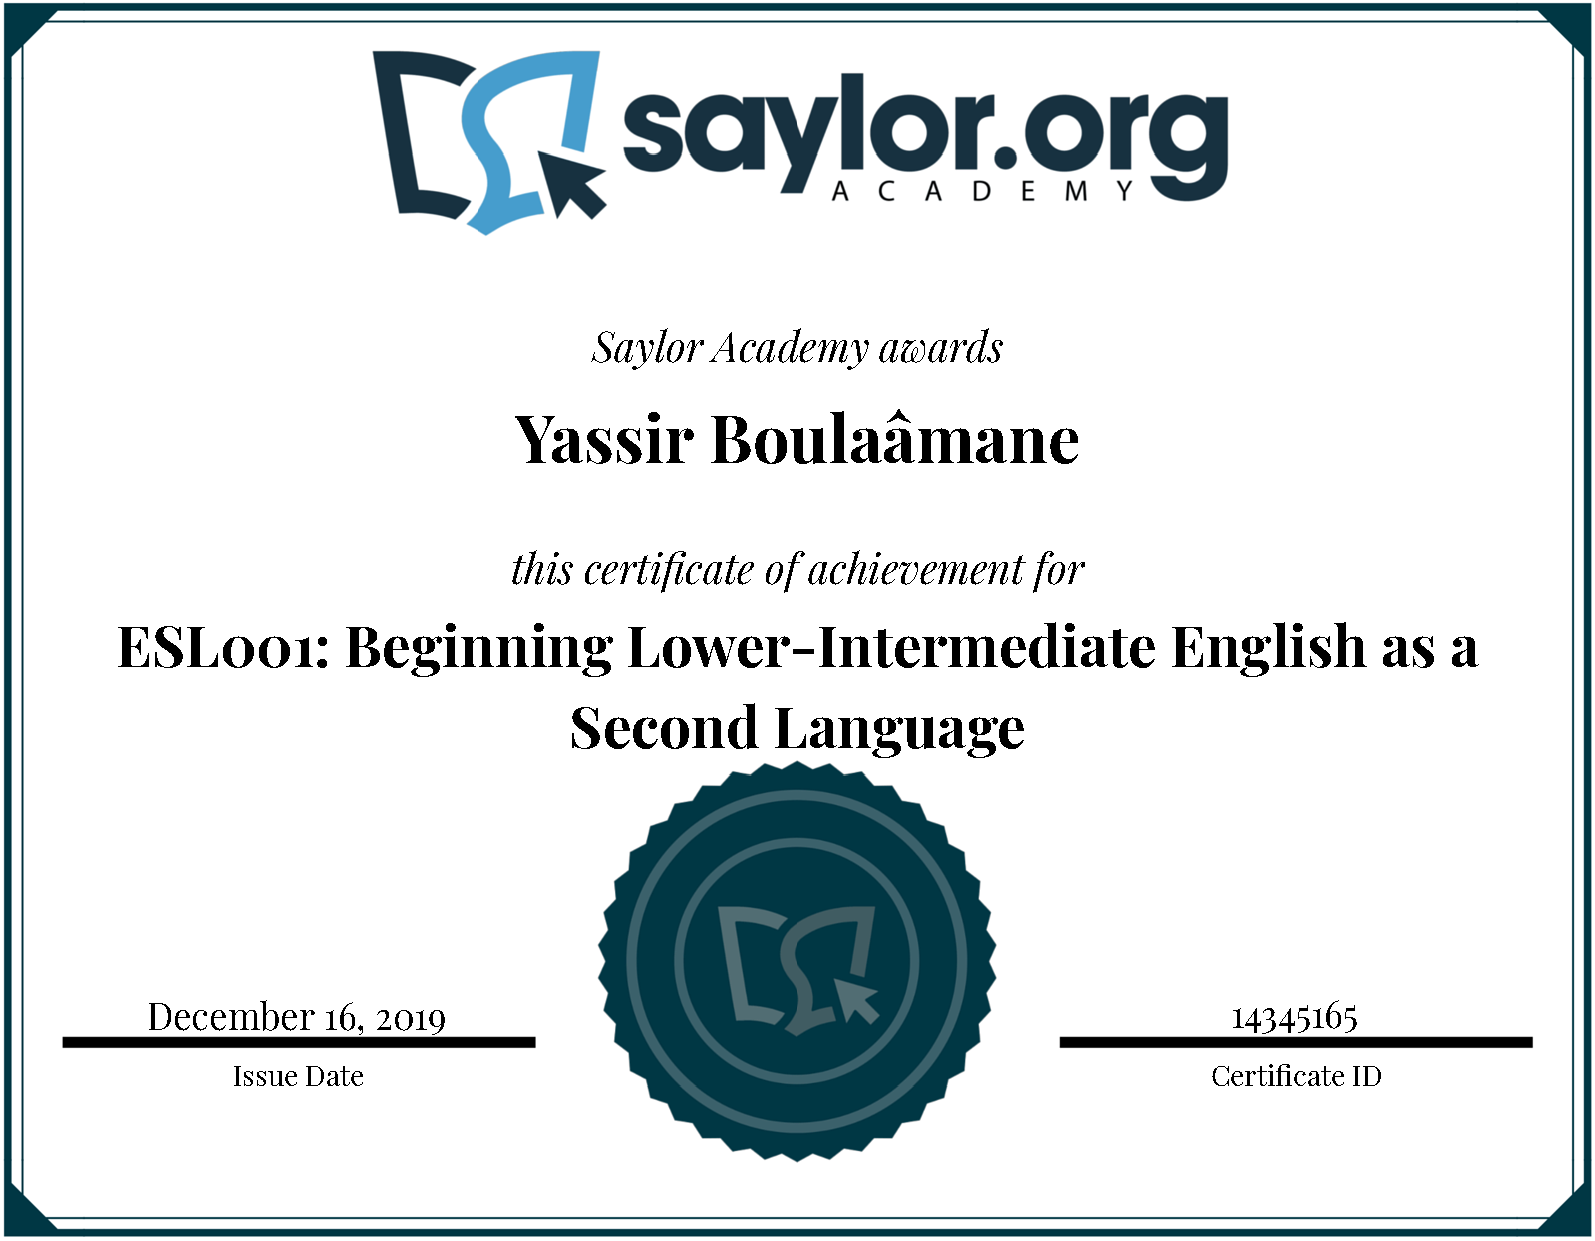 saylor.org
ACADEMY
Saylor Academy awards
Yassir Boulaâmane
this certificate of achievement for
ESL001: Beginning Lower-Intermediate English as a
Second Language
December 16, 2019
Issue Date
14345165
Certificate ID